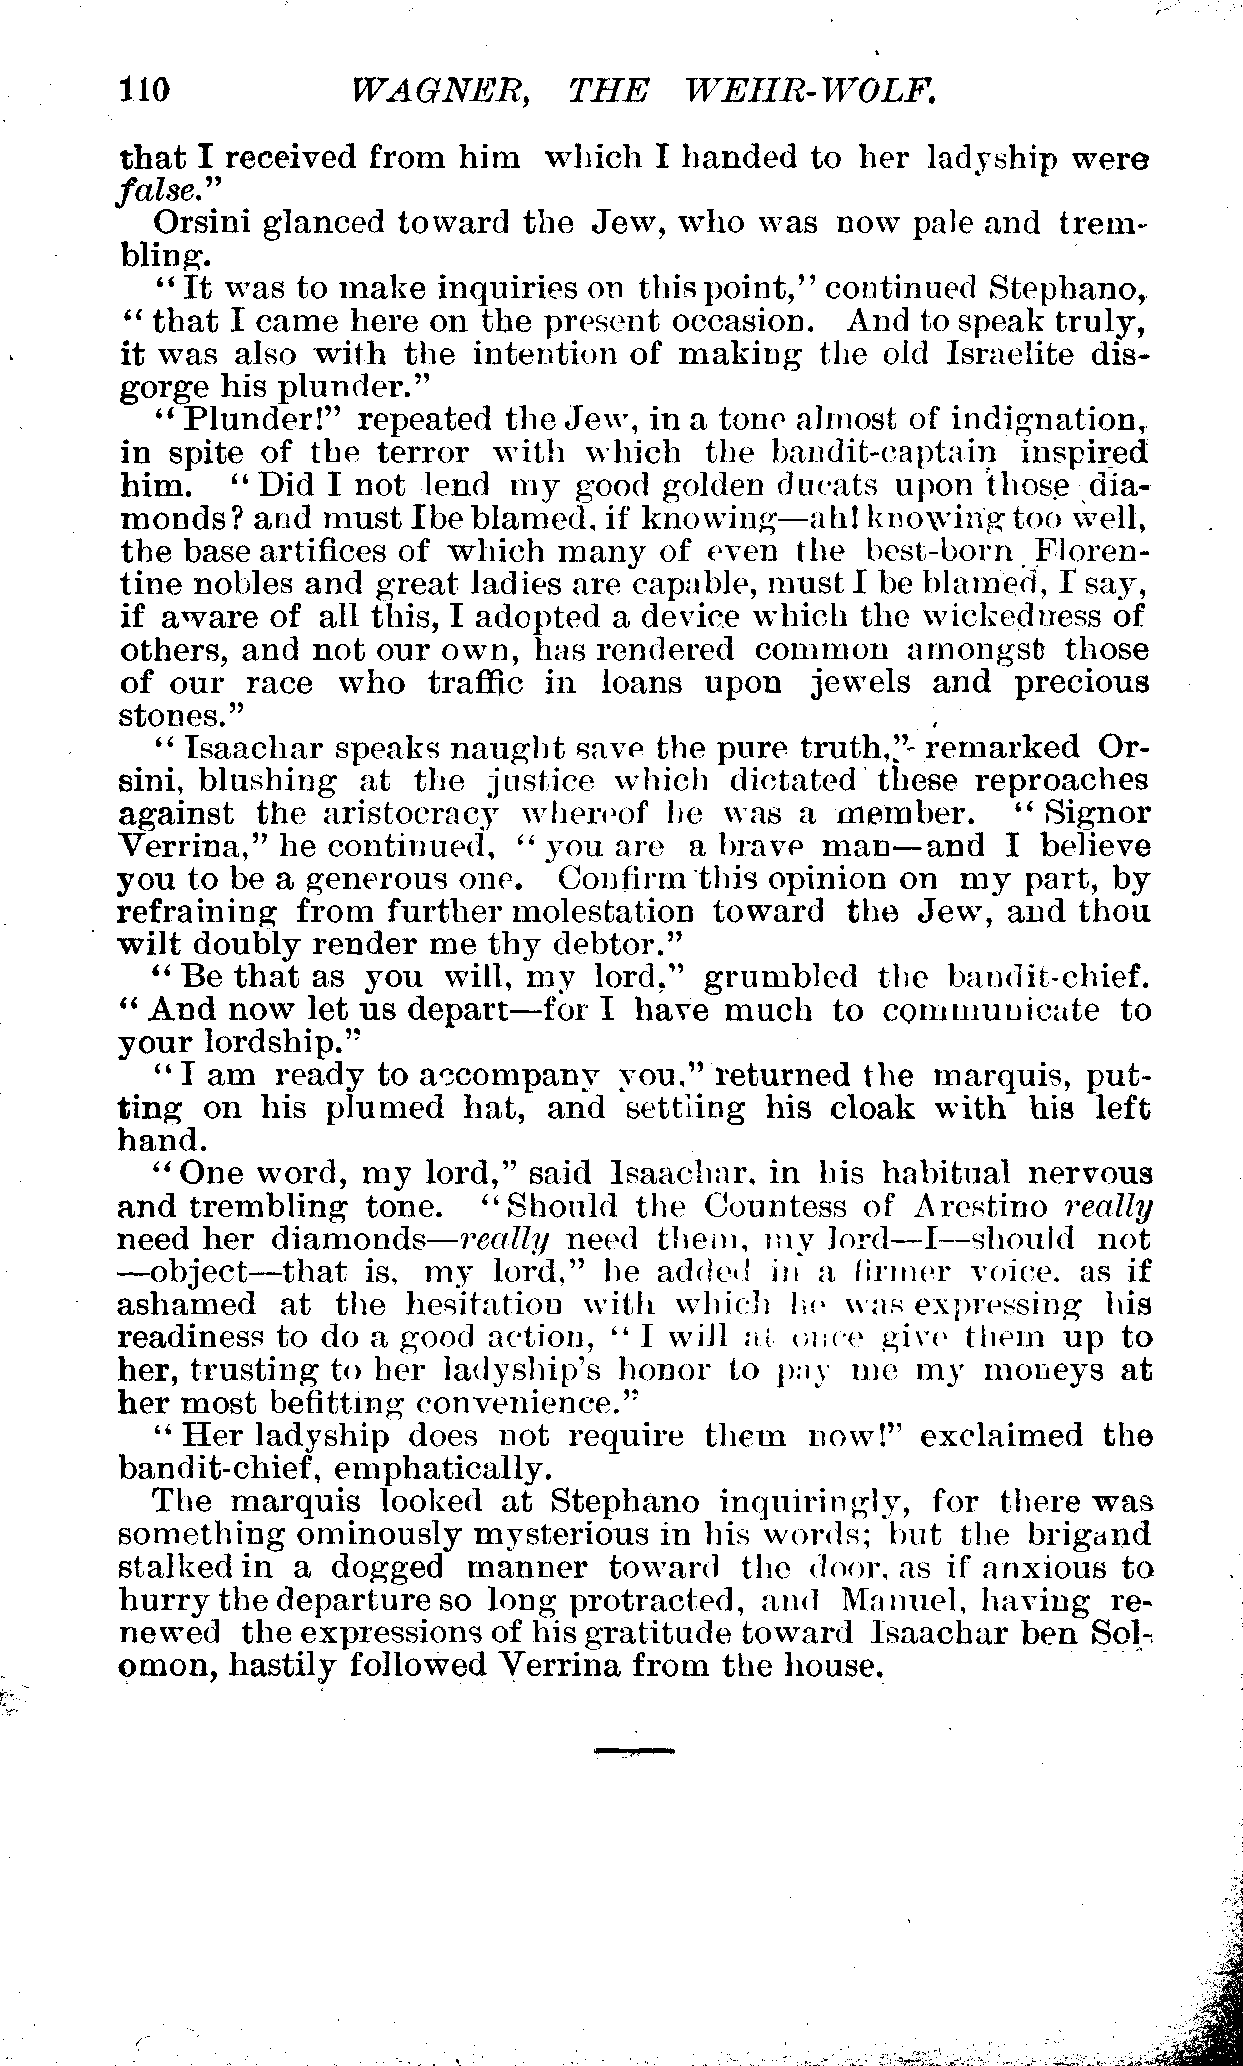 110 WAGNER, THE WEHR-WOLF.
that I received from him which I handed to her ladyship were
false."
Orsini glanced toward the Jew, who was now pale and trem-
bling.
"It was to make inquiries on this point," continued Stephano,
"that I came here on the present occasion. And to speak truly,
it was also with the intention of making the old Israelite dis-
gorge his plunder."
"Plunder!" repeated the Jew, in a tone almost of indignation,
in spite of the terror with which the bandit-captain inspired
him. "Did I not lend my good golden ducats upon those dia-
monds? and must I be blamed, if knowing—ah! knowing too well,
the base artifices of which many of even the best-born Floren-
tine nobles and great ladies are capable, must I be blamed, I say,
if aware of all this, I adopted a device which the wickedness of
others, and not our own, has rendered common amongst those
of our race who traffic in loans upon jewels and precious
stones."
"Isaachar speaks naught save the pure truth," remarked Or-
sini, blushing at the justice which dictated these reproaches
against the aristocracy whereof he was a member. "Signor
Verrina," he continued, "you are a brave man—and I believe
you to be a generous one. Confirm this opinion on my part, by
refraining from further molestation toward the Jew, and thou
wilt doubly render me thy debtor."
"Be that as you will, my lord," grumbled the bandit-chief.
"And now let us depart—for I have much to communicate to
your lordship."
"I am ready to accompany you," returned the marquis, put-
ting on his plumed hat, and settling his cloak with his left
hand.
"One word, my lord," said Isaachar, in his habitual nervous
and trembling tone. "Should the Countess of Arestino really
need her diamonds—really need them, my lord—I—should not
—object—that is, my lord," he added in a firmer voice, as if
ashamed at the hesitation with which he was expressing his
readiness to do a good action, "I will at once give them up to
her, trusting to her ladyship's honor to pay me my moneys at
her most befitting convenience."
"Her ladyship does not require them now!" exclaimed the
bandit-chief, emphatically.
The marquis looked at Stephano inquiringly, for there was
something ominously mysterious in his words; but the brigand
stalked in a dogged manner toward the door, as if anxious to
hurry the departure so long protracted, and Manuel, having re-
newed the expressions of his gratitude toward Isaachar ben Sol-
omon, hastily followed Verrina from the house.